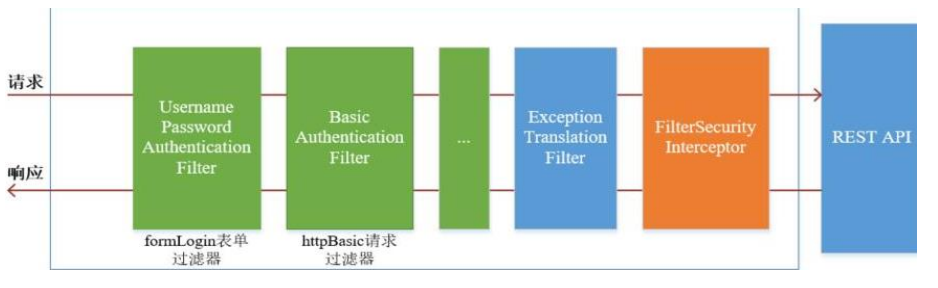 请求
响应
Username
Password
Authentication
Filter
Basic
Authentication
Filter
...
Exception
Translation
Filter
FilterSecurity
Interceptor
REST API
formLogin表单
过滤器
httpBasic请求
过滤器